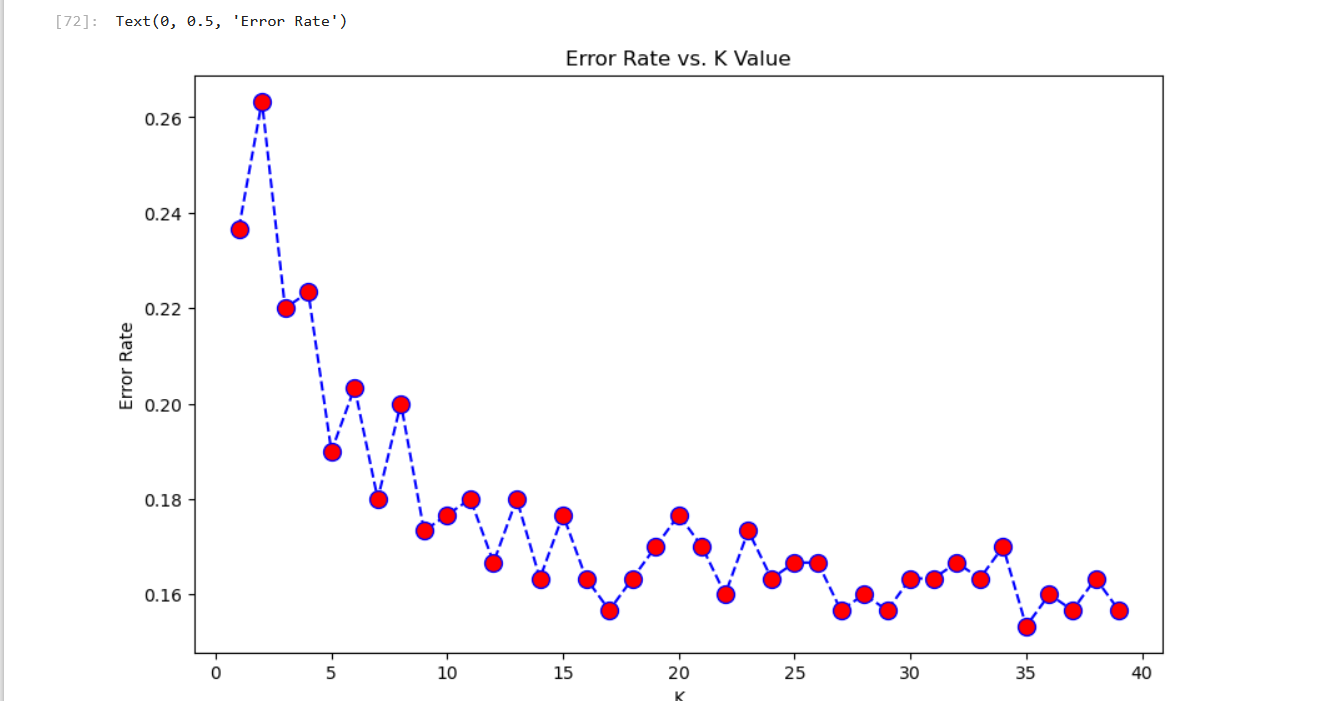 [72]: Text(0, 0.5, 'Error Rate')
Error Rate vs. K Value
0.26
0.24
0.22
0.20
0.18
0.16
Error Rate
0 5 10 15 20 25 30 35 40
K